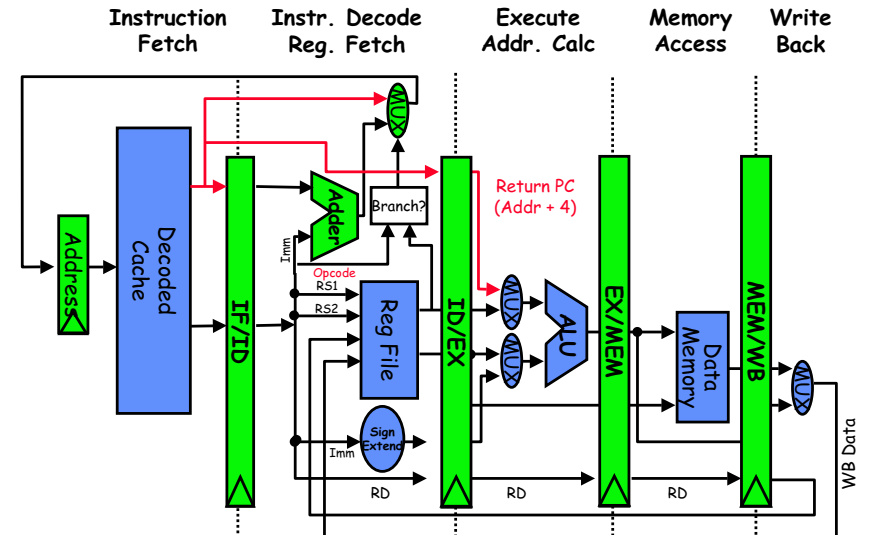 Instruction
Fetch
Instr. Decode
Reg. Fetch
Execute
Addr. Calc
Memory
Access
Write
Back
MUX
Return PC
(Addr + 4)
Adder
Branch?
Address
Decoded
Cache
Imm
Opcode
RS1
RS2
IF/ID
Reg File
ID/EX
MUX
MUX
ALU
EX/MEM
Data
Memory
MEM/WB
MUX
Sign
Extend
Imm
WB Data
RD
RD
RD